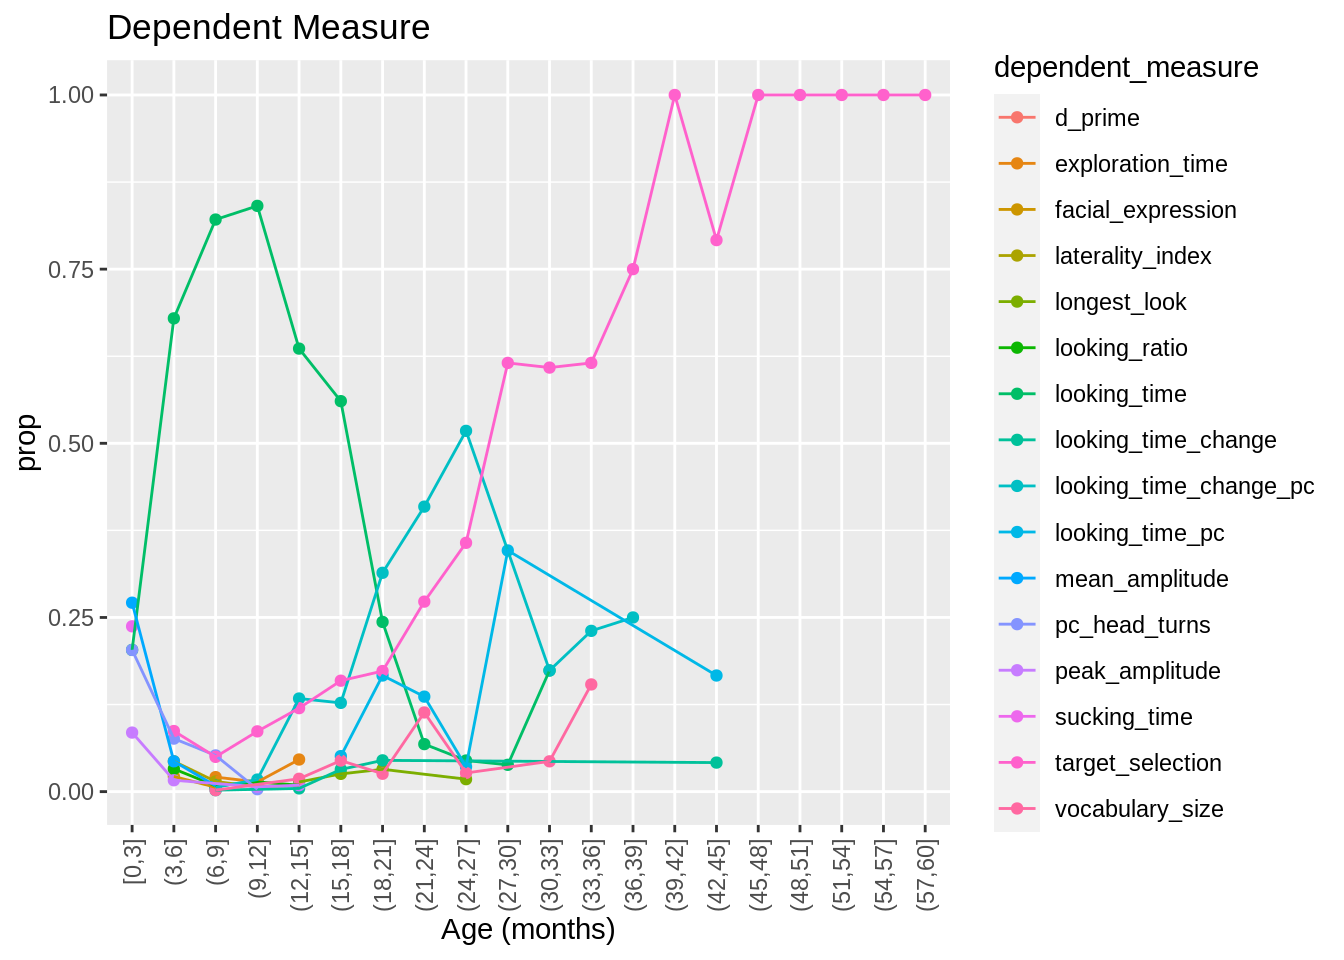 Dependent Measure
1.00
0.75
0.50
0.25
0.00
prop
[0,3]
(3,6]
(6,9]
(9,12]
(12,15]
(15,18]
(18,21]
(21,24]
(24,27]
(27,30]
(30,33]
(33,36]
(36,39]
(39,42]
(42,45]
(45,48]
(48,51]
(51,54]
(54,57]
(57,60]
Age (months)
dependent_measure
d_prime
exploration_time
facial_expression
laterality_index
longest_look
looking_ratio
looking_time
looking_time_change
looking_time_change_pc
looking_time_pc
mean_amplitude
pc_head_turns
peak_amplitude
sucking_time
target_selection
vocabulary_size